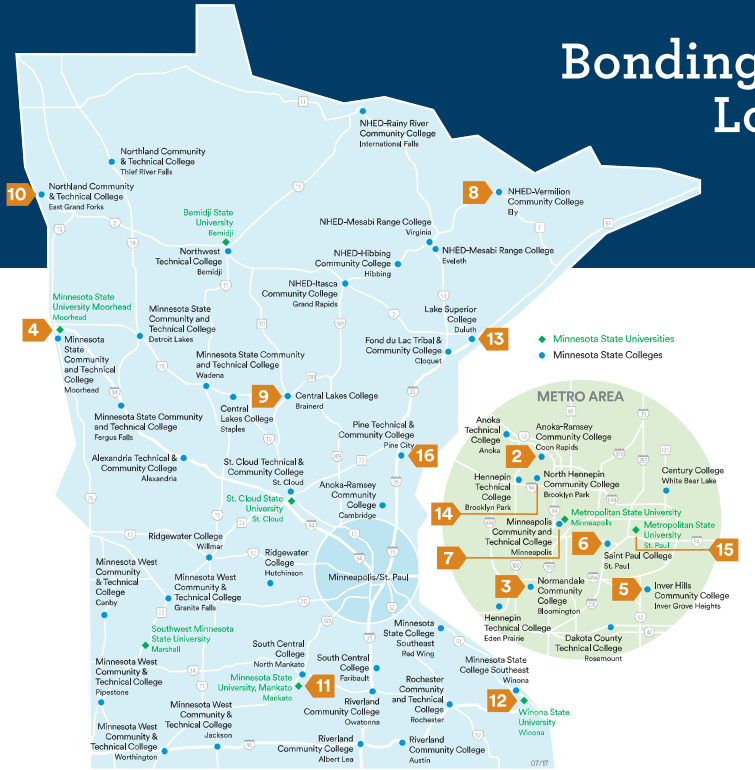 Bonding
Lo
NHED-Rainy River
Community College
International Falls
Northland Community
& Technical College
Thief River Falls
10
Northland Community
& Technical College
East Grand Forks
8
NHED-Vermilion
Community College
Ely
Bemidji State
University
Bemidji
Northwest
Technical College
Bemidji
NHED-Mesabi Range College
Virginia
NHED-Mesabi Range College
Eveleth
NHED-Hibbing
Community College
Hibbing
NHED-Itasca
Community College
Grand Rapids
Minnesota State
University Moorhead
Moorhead
4
Minnesota
State
Community
and Technical
College
Moorhead
Minnesota State
Community and
Technical College
Detroit Lakes
Lake Superior
College
Duluth
13
Fond du Lac Tribal &
Community College
Cloquet
Minnesota State Universities
Minnesota State Colleges
Minnesota State Community
and Technical College
Wadena
Central
Lakes College
Staples
9
Central Lakes College
Brainerd
Minnesota State Community
and Technical College
Fergus Falls
Pine Technical &
Community College
Pine City
16
Alexandria Technical &
Community College
Alexandria
St. Cloud Technical &
Community College
St. Cloud
St. Cloud State
University
St. Cloud
Anoka-Ramsey
Community
College
Cambridge
Ridgewater College
Willmar
Ridgewater
College
Hutchinson
Minneapolis/St. Paul
Minnesota West
Community
& Technical
College
Canby
Minnesota West
Community &
Technical College
Granite Falls
Southwest Minnesota
State University
Marshall
Minnesota
State College
Southeast
Red Wing
South Central
College
North Mankato
South Central
College
Faribault
Minnesota State
University, Mankato
Mankato
11
Minnesota West
Community &
Technical College
Pipestone
Minnesota State
College Southeast
Winona
12
Winona State
University
Winona
Rochester
Community
and Technical
College
Rochester
Riverland
Community College
Owatonna
Minnesota West
Community &
Technical College
Jackson
Minnesota West
Community &
Technical College
Worthington
Riverland
Community College
Albert Lea
Riverland
Community College
Austin
07/17
METRO AREA
Anoka
Technical
College
Anoka
Anoka-Ramsey
Community College
Coon Rapids
2
Hennepin
Technical
College
Brooklyn Park
North Hennepin
Community College
Brooklyn Park
14
Century College
White Bear Lake
Metropolitan State University
Minneapolis
Minneapolis
Community and
Technical College
Minneapolis
7
Metropolitan State
University
St. Paul
15
6
Saint Paul College
St. Paul
3
Normandale
Community
College
Bloomington
5
Inver Hills
Community College
Inver Grove Heights
Hennepin
Technical College
Eden Prairie
Dakota County
Technical College
Rosemount